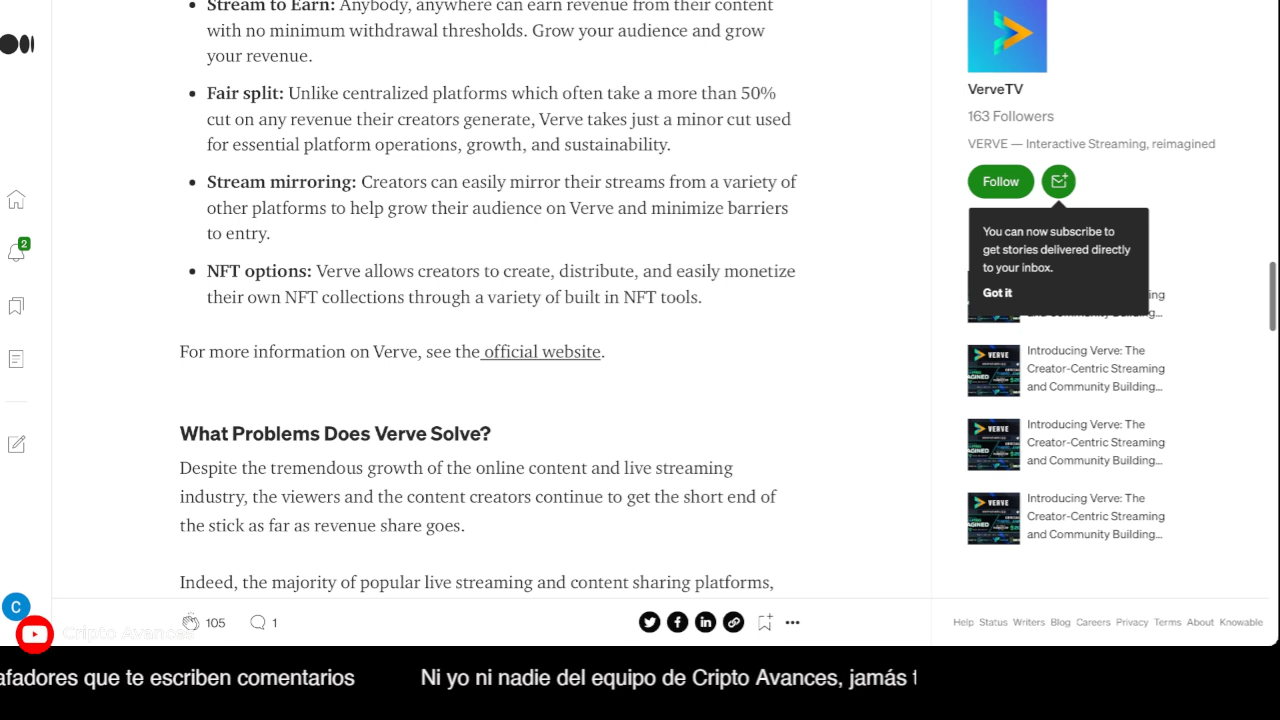 Stream to Earn: Anybody, anywhere can earn revenue from their content
with no minimum withdrawal thresholds. Grow your audience and grow
your revenue.
Fair split: Unlike centralized platforms which often take a more than 50%
cut on any revenue their creators generate, Verve takes just a minor cut used
for essential platform operations, growth, and sustainability.
Stream mirroring: Creators can easily mirror their streams from a variety of
other platforms to help grow their audience on Verve and minimize barriers
to entry.
NFT options: Verve allows creators to create, distribute, and easily monetize
their own NFT collections through a variety of built in NFT tools.
For more information on Verve, see the official website.
What Problems Does Verve Solve?
Despite the tremendous growth of the online content and live streaming
industry, the viewers and the content creators continue to get the short end of
the stick as far as revenue share goes.
Indeed, the majority of popular live streaming and content sharing platforms,
105
1
2
C
Cripto Avances
VerveTV
163 Followers
VERVE — Interactive Streaming, reimagined
Follow
You can now subscribe to
get stories delivered directly
to your inbox.
Got it
Introducing Verve: The
Creator-Centric Streaming
and Community Building...
Introducing Verve: The
Creator-Centric Streaming
and Community Building...
Introducing Verve: The
Creator-Centric Streaming
and Community Building...
VERVE
VERVE
VERVE
Help Status Writers Blog Careers Privacy Terms About Knowable
afadores que te escriben comentarios
Ni yo ni nadie del equipo de Cripto Avances, jamás